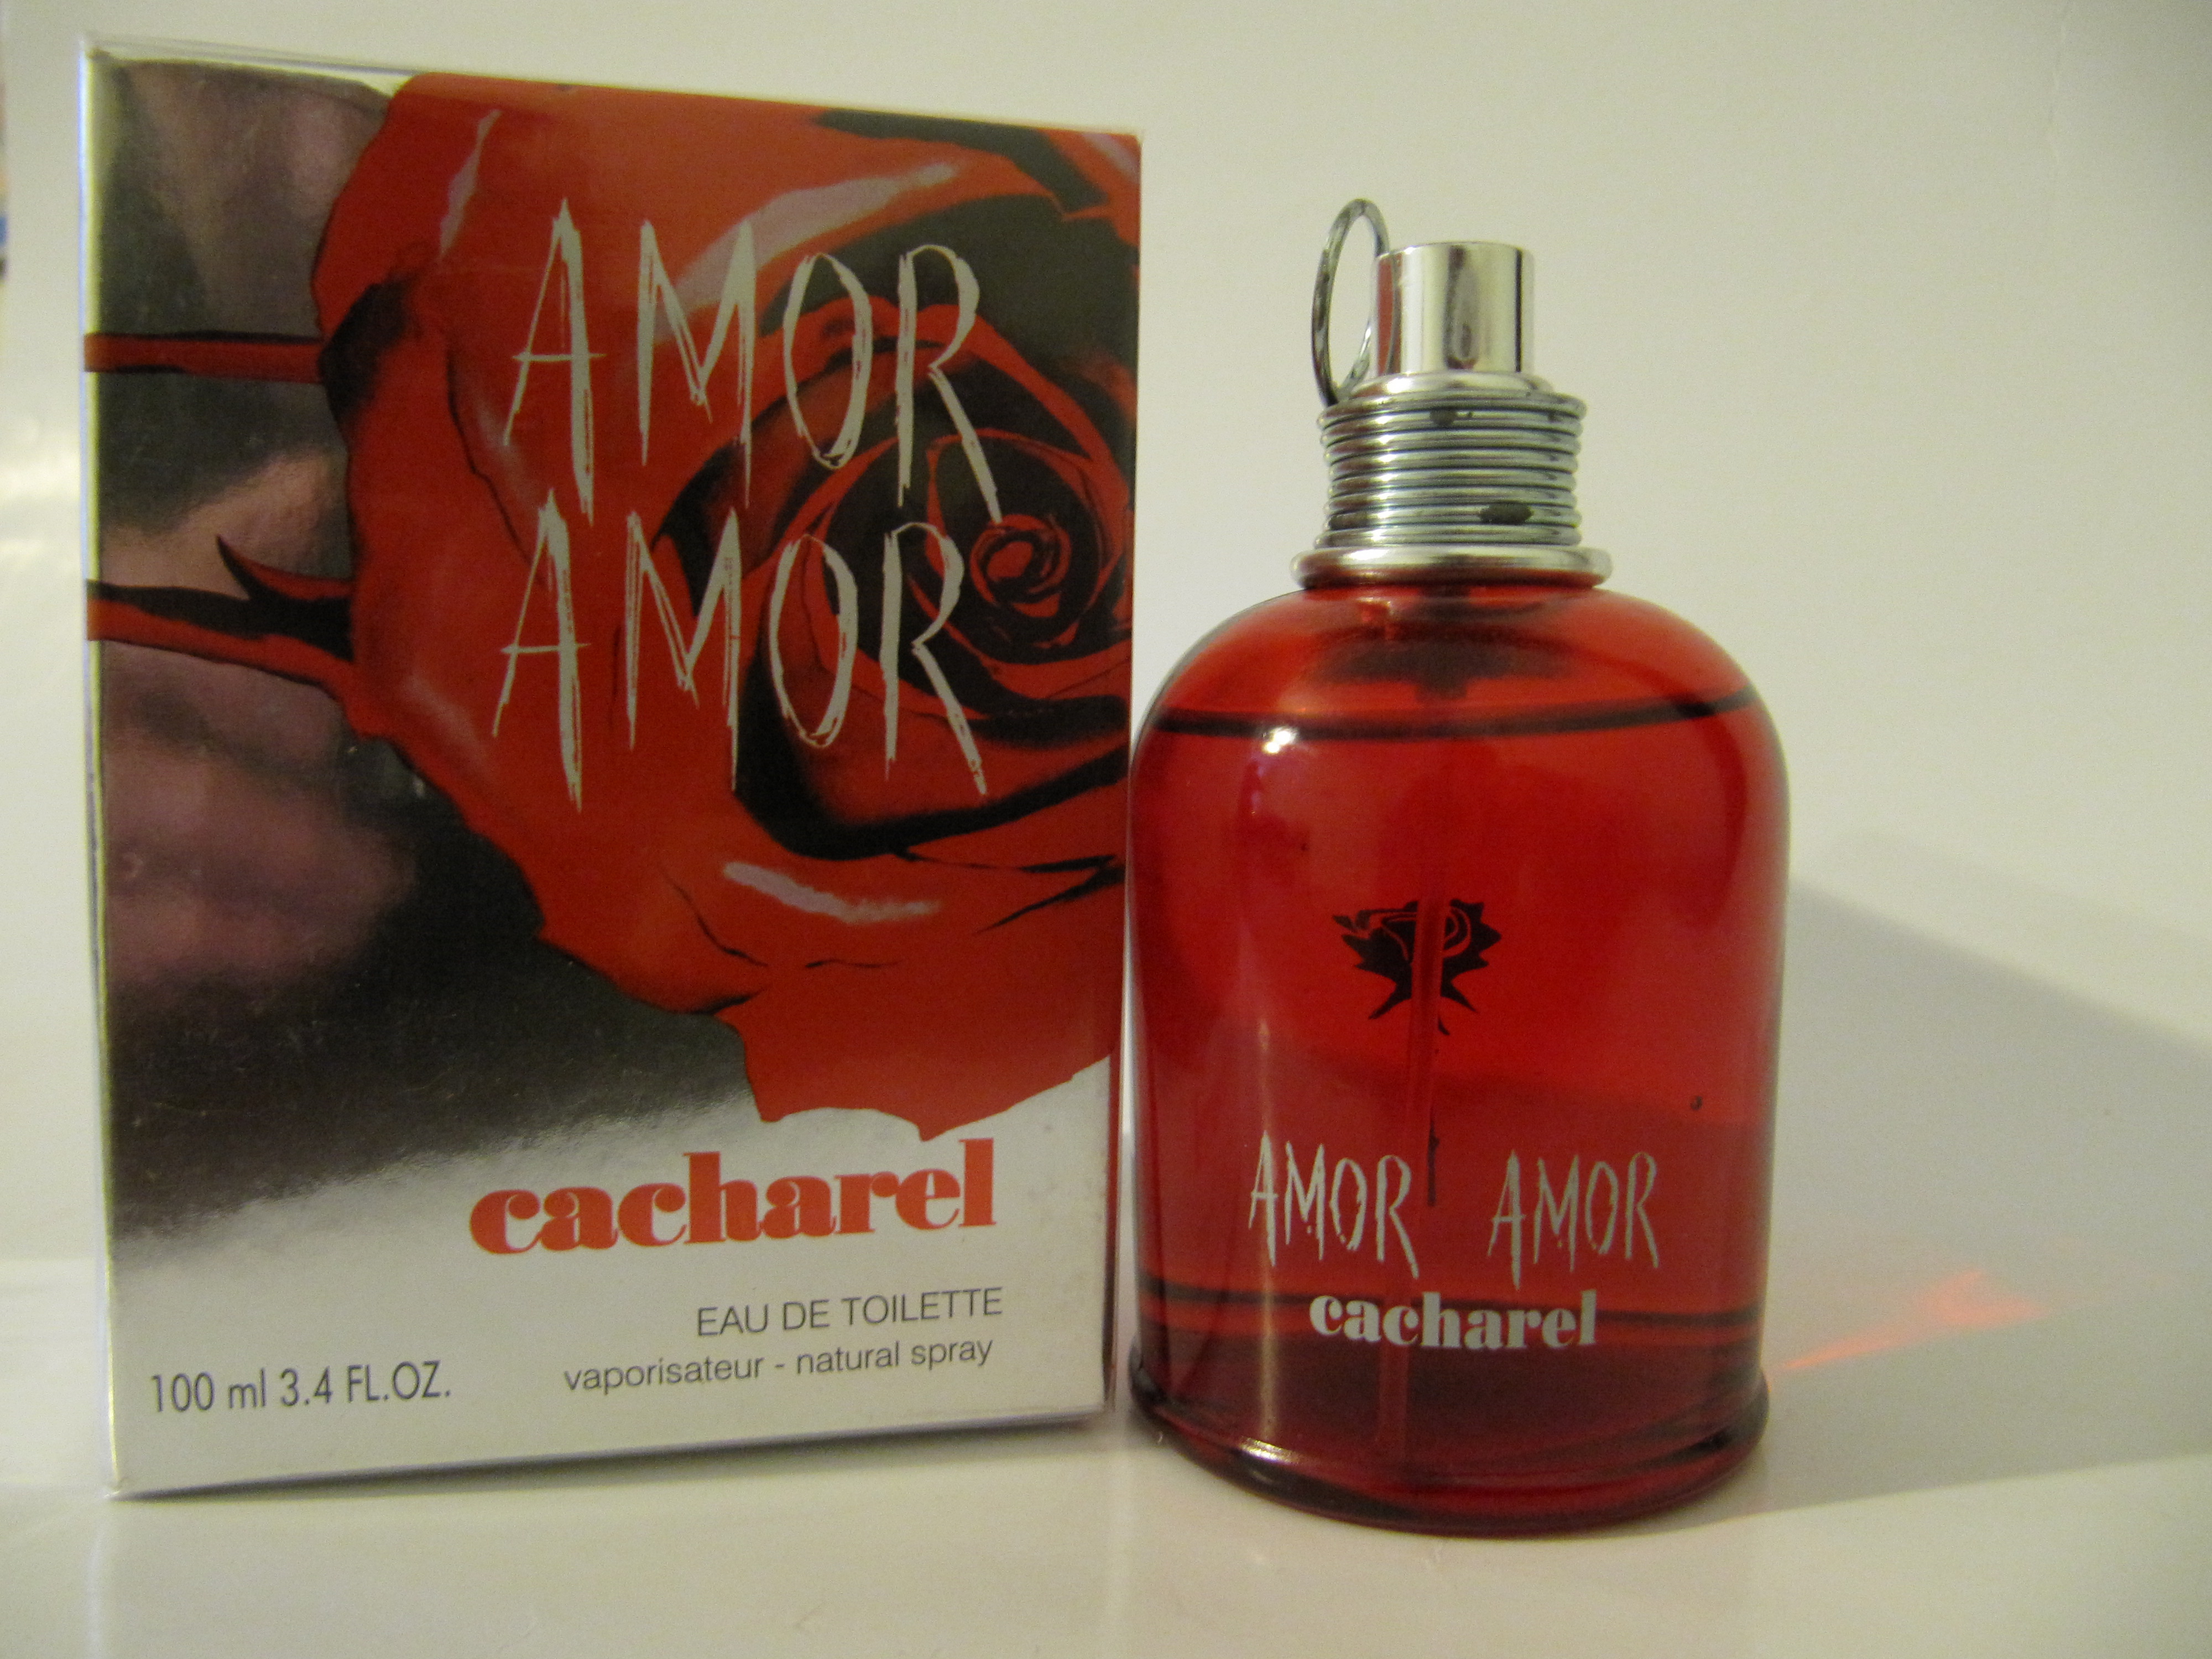 AMOR
AMOR
cacharel
EAU DE TOILETTE
vaporisateur - natural spray
100 ml 3.4 FL.OZ.
AMOR AMOR
cacharel